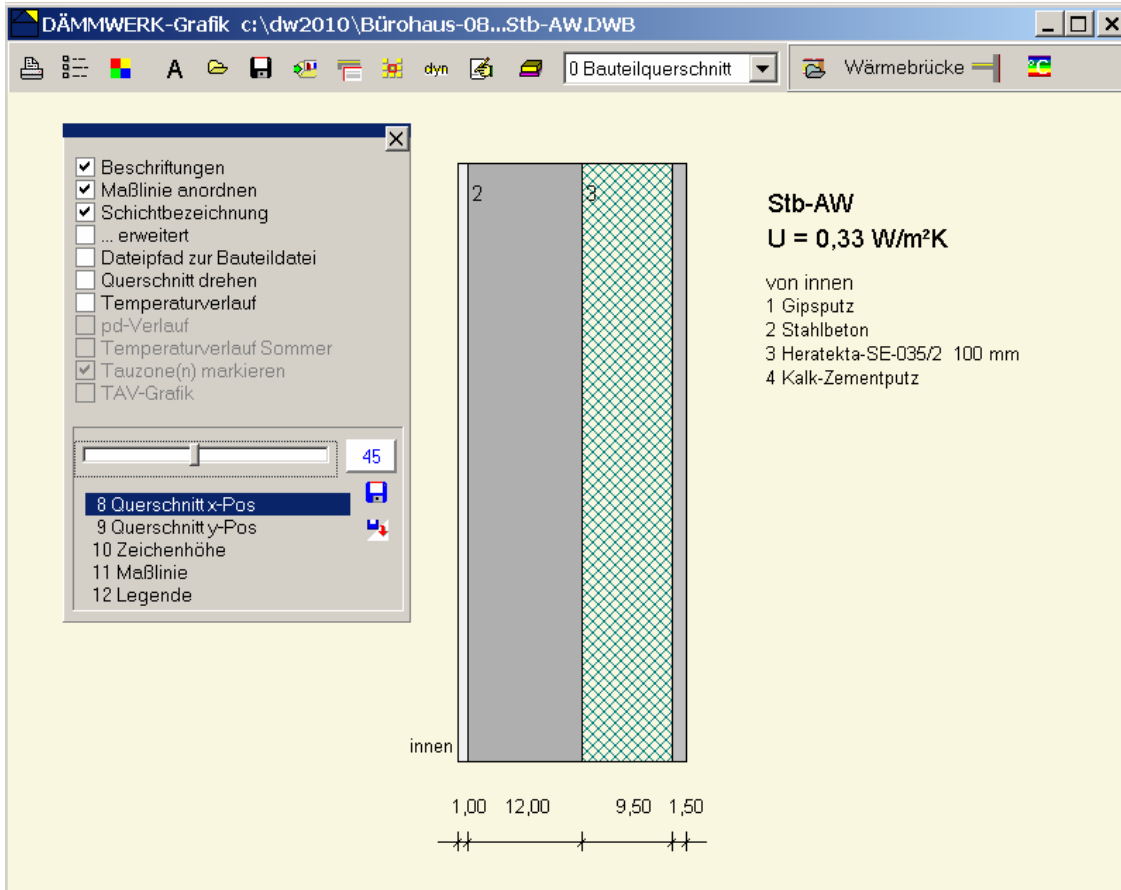 DÄMMWERK-Grafik c:\dw2010\Bürohaus-08...Stb-AW.DWB
A dyn 0 Bauteilquerschnitt Wärmebrücke °C
Beschriftungen
Maßlinie anordnen
Schichtbezeichnung
... erweitert
Dateipfad zur Bauteildatei
Querschnitt drehen
Temperaturverlauf
pd-Verlauf
Temperaturverlauf Sommer
Tauzone(n) markieren
TAV-Grafik
45
8 Querschnitt x-Pos
9 Querschnitt y-Pos
10 Zeichenhöhe
11 Maßlinie
12 Legende
2 3
innen
1,00 12,00 9,50 1,50
Stb-AW
U = 0,33 W/m²K
von innen
1 Gipsputz
2 Stahlbeton
3 Heratekta-SE-035/2 100 mm
4 Kalk-Zementputz